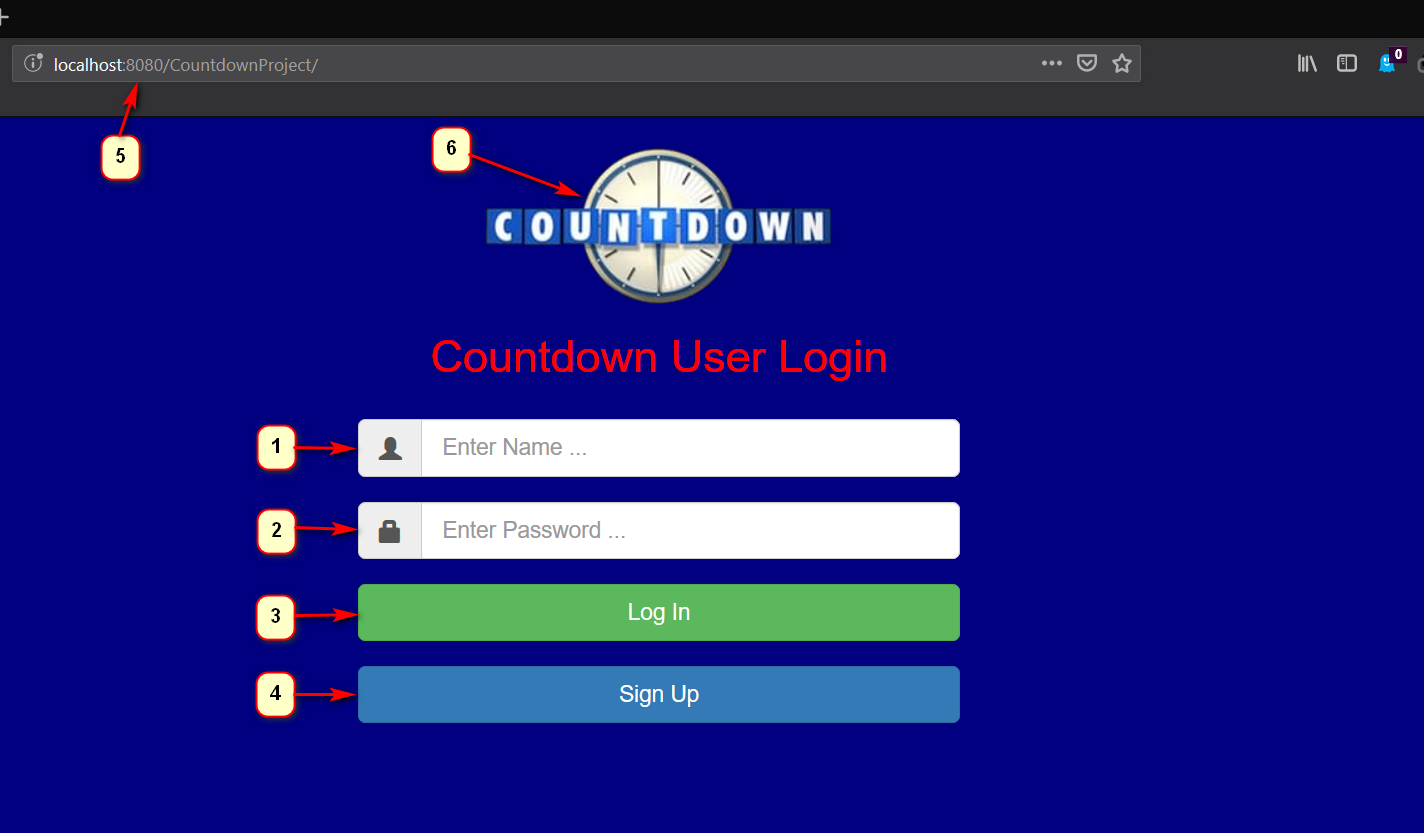 localhost:8080/CountdownProject/
0
5
6
COUNTDOWN
Countdown User Login
1
Enter Name ...
2
Enter Password ...
3
Log In
4
Sign Up